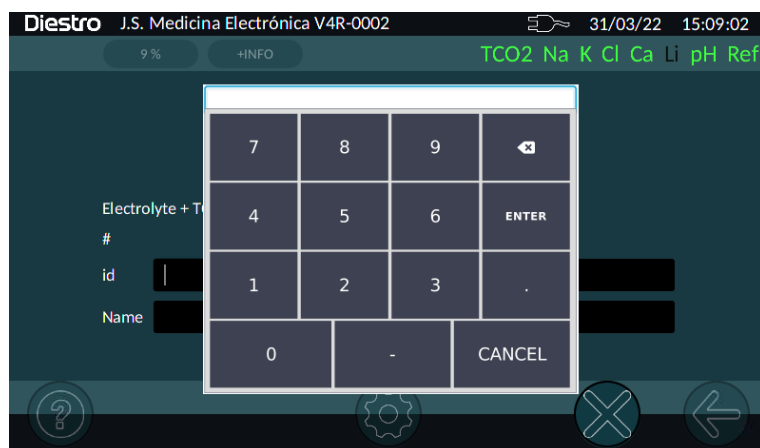 Diestro J.S. Medicina Electrónica V4R-0002 31/03/22 15:09:02
9 % +INFO TCO2 Na K Cl Ca Li pH Ref
7 8 9
Electrolyte + T
4 5 6 ENTER
#
id
1 2 3 .
Name
0 - CANCEL
?